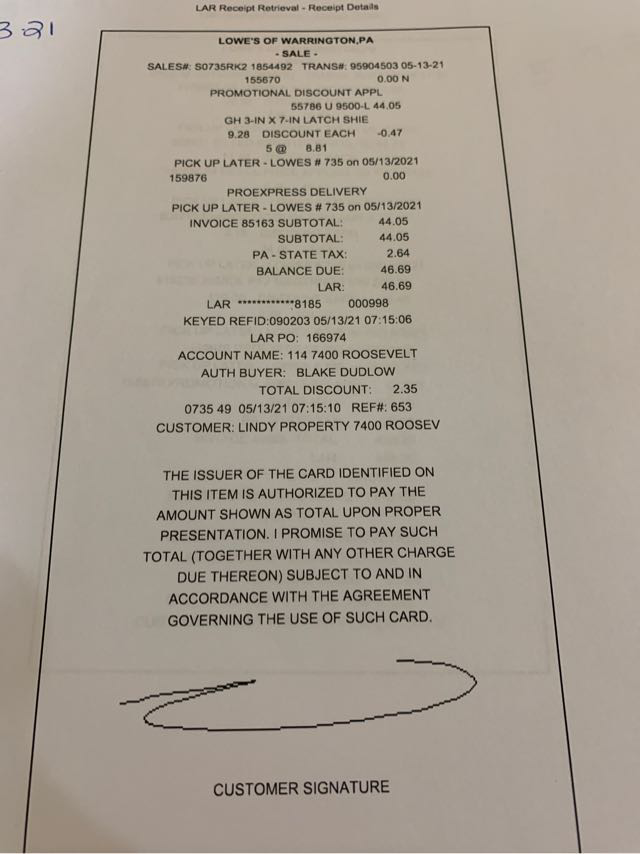 LAR Receipt Retrieval - Receipt Details
3-21
LOWE'S OF WARRINGTON,PA
- SALE -
SALES#: S0735RK2 1854492 TRANS#: 95904503 05-13-21
155670 0.00 N
PROMOTIONAL DISCOUNT APPL
55786 U 9500-L 44.05
GH 3-IN X 7-IN LATCH SHIE
9.28 DISCOUNT EACH -0.47
5 @ 8.81
PICK UP LATER - LOWES # 735 on 05/13/2021
159876 0.00
PROEXPRESS DELIVERY
PICK UP LATER - LOWES # 735 on 05/13/2021
INVOICE 85163 SUBTOTAL: 44.05
SUBTOTAL: 44.05
PA - STATE TAX: 2.64
BALANCE DUE: 46.69
LAR: 46.69
LAR ************8185 000998
KEYED REFID:090203 05/13/21 07:15:06
LAR PO: 166974
ACCOUNT NAME: 114 7400 ROOSEVELT
AUTH BUYER: BLAKE DUDLOW
TOTAL DISCOUNT: 2.35
0735 49 05/13/21 07:15:10 REF#: 653
CUSTOMER: LINDY PROPERTY 7400 ROOSEV
THE ISSUER OF THE CARD IDENTIFIED ON
THIS ITEM IS AUTHORIZED TO PAY THE
AMOUNT SHOWN AS TOTAL UPON PROPER
PRESENTATION. I PROMISE TO PAY SUCH
TOTAL (TOGETHER WITH ANY OTHER CHARGE
DUE THEREON) SUBJECT TO AND IN
ACCORDANCE WITH THE AGREEMENT
GOVERNING THE USE OF SUCH CARD.
CUSTOMER SIGNATURE